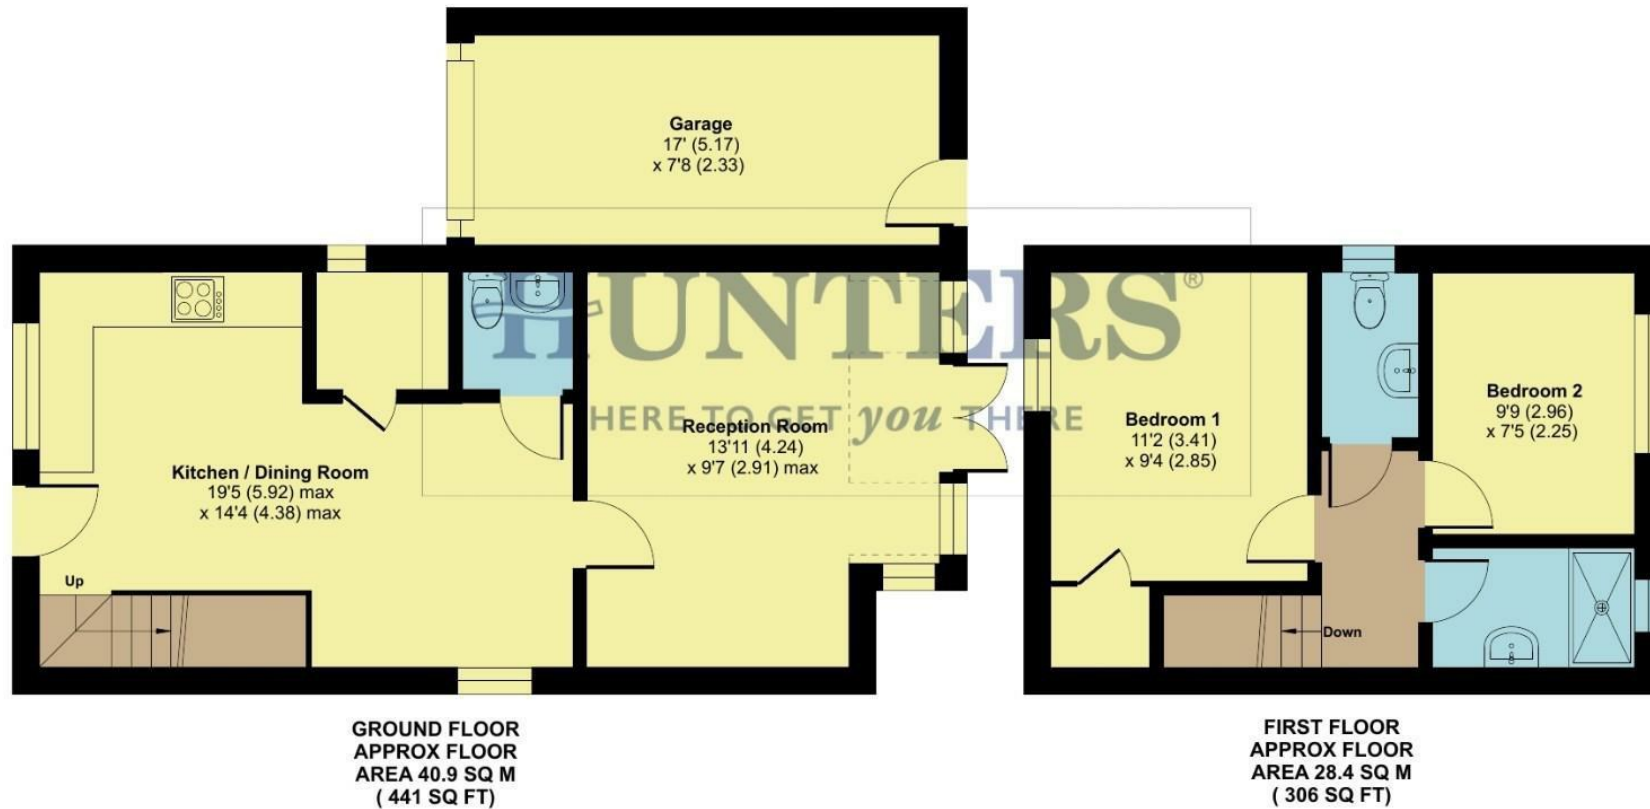 Garage
17' (5.17)
x 7'8 (2.33)
HUNTERS®
HERE TO GET you THERE
Kitchen / Dining Room
19'5 (5.92) max
x 14'4 (4.38) max
Up
Reception Room
13'11 (4.24)
x 9'7 (2.91) max
GROUND FLOOR
APPROX FLOOR
AREA 40.9 SQ M
( 441 SQ FT)
Bedroom 1
11'2 (3.41)
x 9'4 (2.85)
Bedroom 2
9'9 (2.96)
x 7'5 (2.25)
Down
FIRST FLOOR
APPROX FLOOR
AREA 28.4 SQ M
( 306 SQ FT)